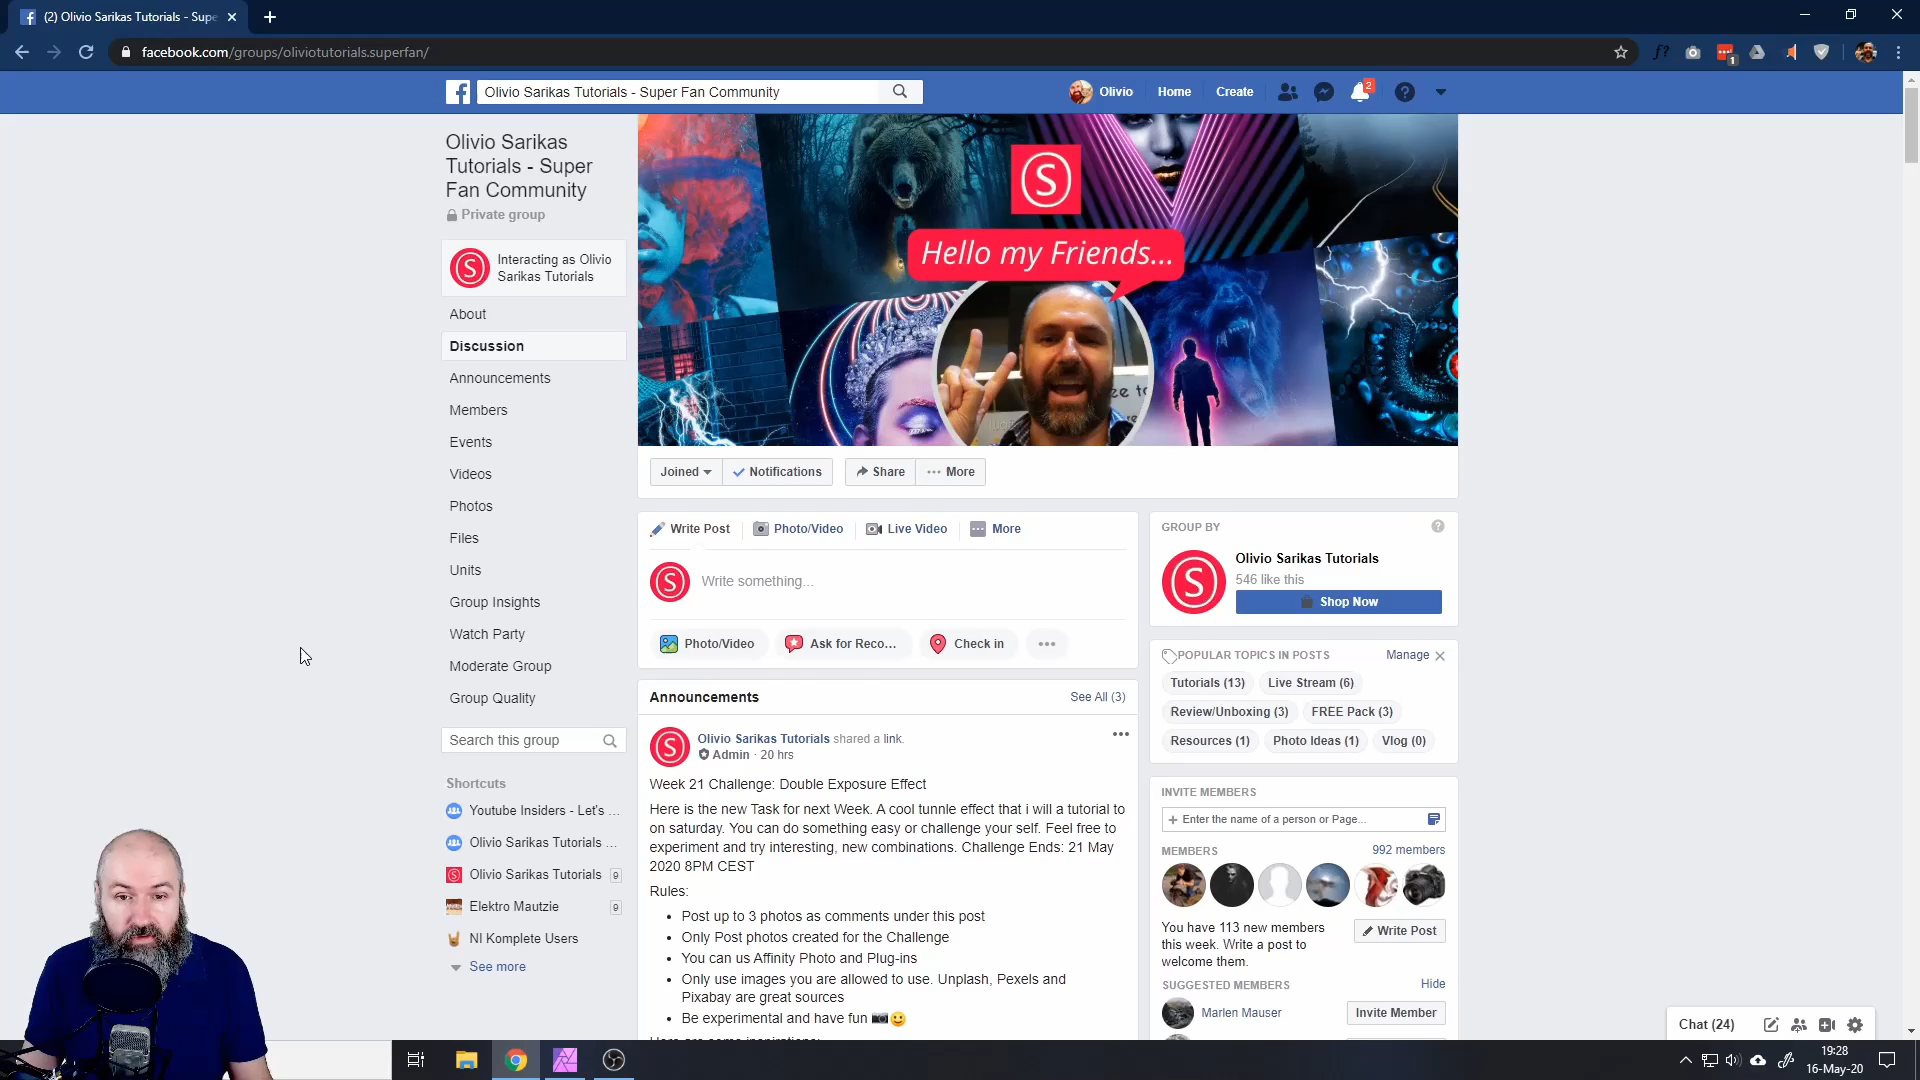 (2) Olivio Sarikas Tutorials - Supe
facebook.com/groups/oliviotutorials.superfan/
f?
1
Olivio Sarikas Tutorials - Super Fan Community
Olivio
Home
Create
2
Olivio Sarikas
Tutorials - Super
Fan Community
Private group
Interacting as Olivio
Sarikas Tutorials
About
Discussion
Announcements
Members
Events
Videos
Photos
Files
Units
Group Insights
Watch Party
Moderate Group
Group Quality
Search this group
Shortcuts
Youtube Insiders - Let's ...
Olivio Sarikas Tutorials ...
Olivio Sarikas Tutorials 9
Elektro Mautzie 9
NI Komplete Users
See more
S
Hello my Friends...
Joined
Notifications
Share
More
Write Post
Photo/Video
Live Video
More
Write something...
Photo/Video
Ask for Reco...
Check in
Announcements
See All (3)
Olivio Sarikas Tutorials shared a link.
Admin · 20 hrs
Week 21 Challenge: Double Exposure Effect
Here is the new Task for next Week. A cool tunnle effect that i will a tutorial to
on saturday. You can do something easy or challenge your self. Feel free to
experiment and try interesting, new combinations. Challenge Ends: 21 May
2020 8PM CEST
Rules:
• Post up to 3 photos as comments under this post
• Only Post photos created for the Challenge
• You can us Affinity Photo and Plug-ins
• Only use images you are allowed to use. Unplash, Pexels and
Pixabay are great sources
• Be experimental and have fun 📷😀
Here are some inspirations:
GROUP BY
Olivio Sarikas Tutorials
546 like this
Shop Now
POPULAR TOPICS IN POSTS
Manage
Tutorials (13)
Live Stream (6)
Review/Unboxing (3)
FREE Pack (3)
Resources (1)
Photo Ideas (1)
Vlog (0)
INVITE MEMBERS
+ Enter the name of a person or Page...
MEMBERS
992 members
You have 113 new members
this week. Write a post to
welcome them.
Write Post
SUGGESTED MEMBERS
Hide
Marlen Mauser
Invite Member
Chat (24)
19:28
16-May-20